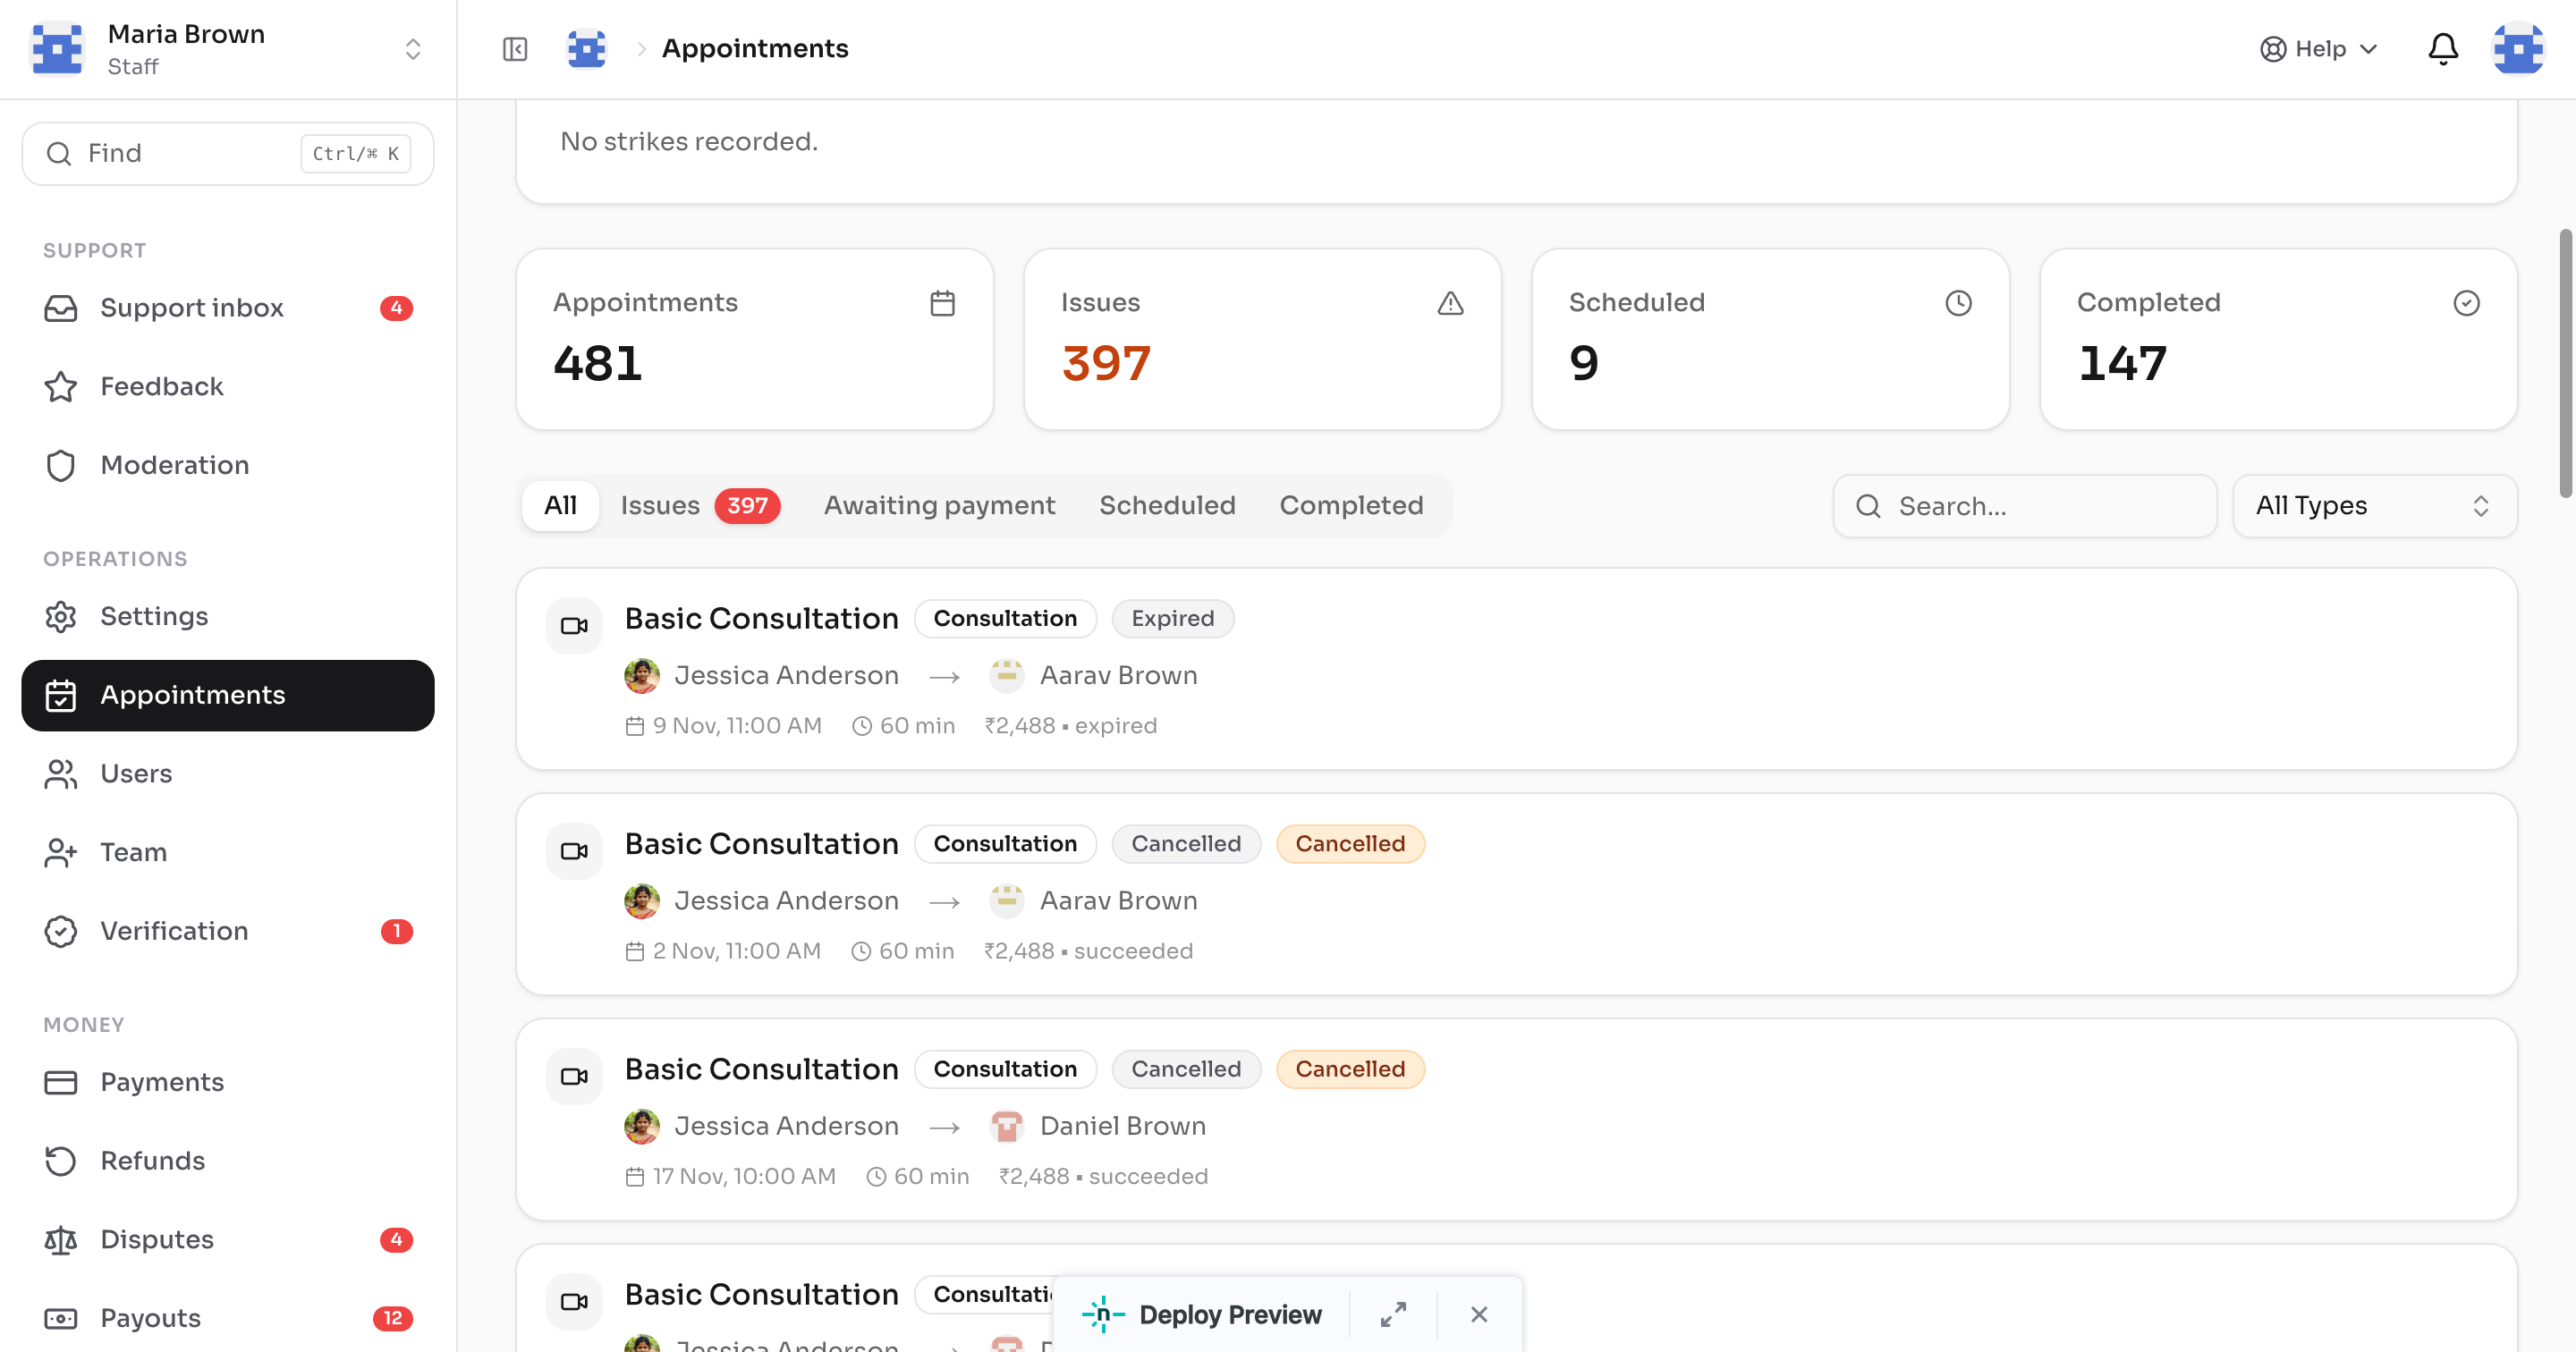 Maria Brown
Staff
Appointments
Help
Find
Ctrl/⌘ K
SUPPORT
Support inbox 4
Feedback
Moderation
OPERATIONS
Settings
Appointments
Users
Team
Verification 1
MONEY
Payments
Refunds
Disputes 4
Payouts 12
No strikes recorded.
Appointments
481
Issues
397
Scheduled
9
Completed
147
All Issues 397 Awaiting payment Scheduled Completed
Search...
All Types
Basic Consultation Consultation Expired
Jessica Anderson → Aarav Brown
9 Nov, 11:00 AM 60 min ₹2,488 • expired
Basic Consultation Consultation Cancelled Cancelled
Jessica Anderson → Aarav Brown
2 Nov, 11:00 AM 60 min ₹2,488 • succeeded
Basic Consultation Consultation Cancelled Cancelled
Jessica Anderson → Daniel Brown
17 Nov, 10:00 AM 60 min ₹2,488 • succeeded
Basic Consultation
Jessica Anderson
Deploy Preview